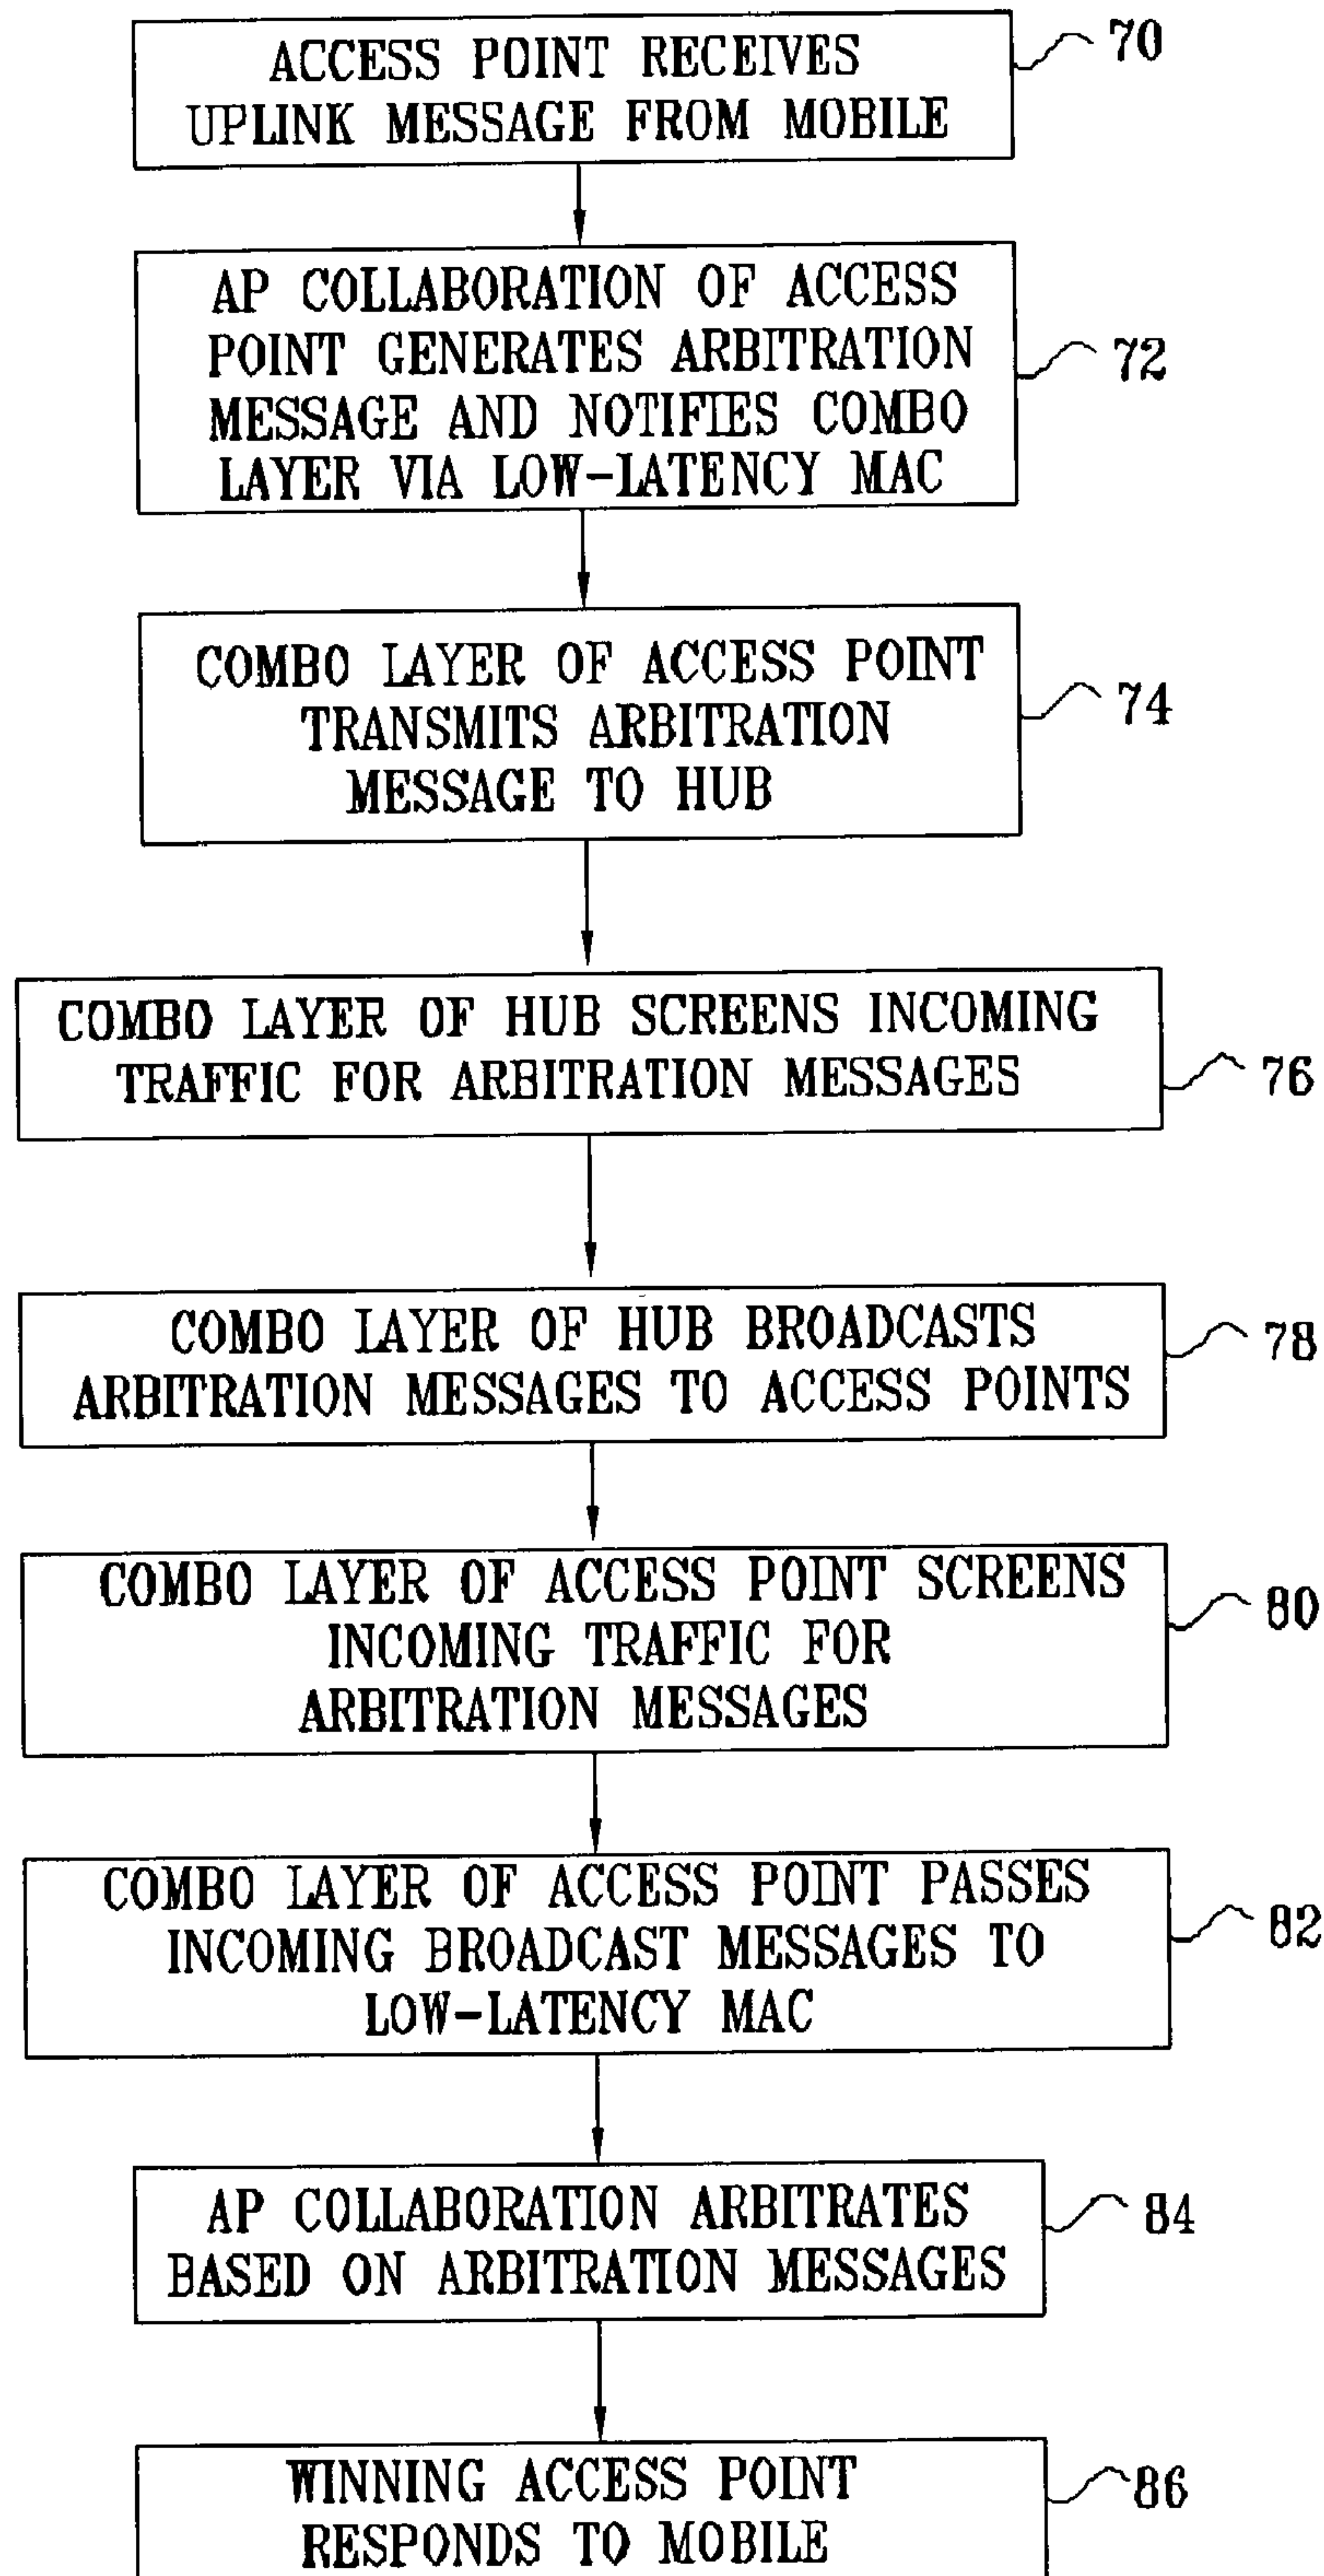 ACCESS POINT RECEIVES
UPLINK MESSAGE FROM MOBILE
70
AP COLLABORATION OF ACCESS
POINT GENERATES ARBITRATION
MESSAGE AND NOTIFIES COMBO
LAYER VIA LOW-LATENCY MAC
72
COMBO LAYER OF ACCESS POINT
TRANSMITS ARBITRATION
MESSAGE TO HUB
74
COMBO LAYER OF HUB SCREENS INCOMING
TRAFFIC FOR ARBITRATION MESSAGES
76
COMBO LAYER OF HUB BROADCASTS
ARBITRATION MESSAGES TO ACCESS POINTS
78
COMBO LAYER OF ACCESS POINT SCREENS
INCOMING TRAFFIC FOR
ARBITRATION MESSAGES
80
COMBO LAYER OF ACCESS POINT PASSES
INCOMING BROADCAST MESSAGES TO
LOW-LATENCY MAC
82
AP COLLABORATION ARBITRATES
BASED ON ARBITRATION MESSAGES
84
WINNING ACCESS POINT
RESPONDS TO MOBILE
86